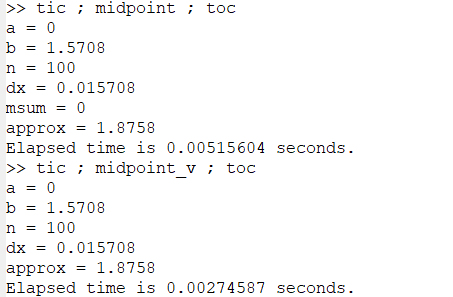 >> tic ; midpoint ; toc
a = 0
b = 1.5708
n = 100
dx = 0.015708
msum = 0
approx = 1.8758
Elapsed time is 0.00515604 seconds.
>> tic ; midpoint_v ; toc
a = 0
b = 1.5708
n = 100
dx = 0.015708
approx = 1.8758
Elapsed time is 0.00274587 seconds.